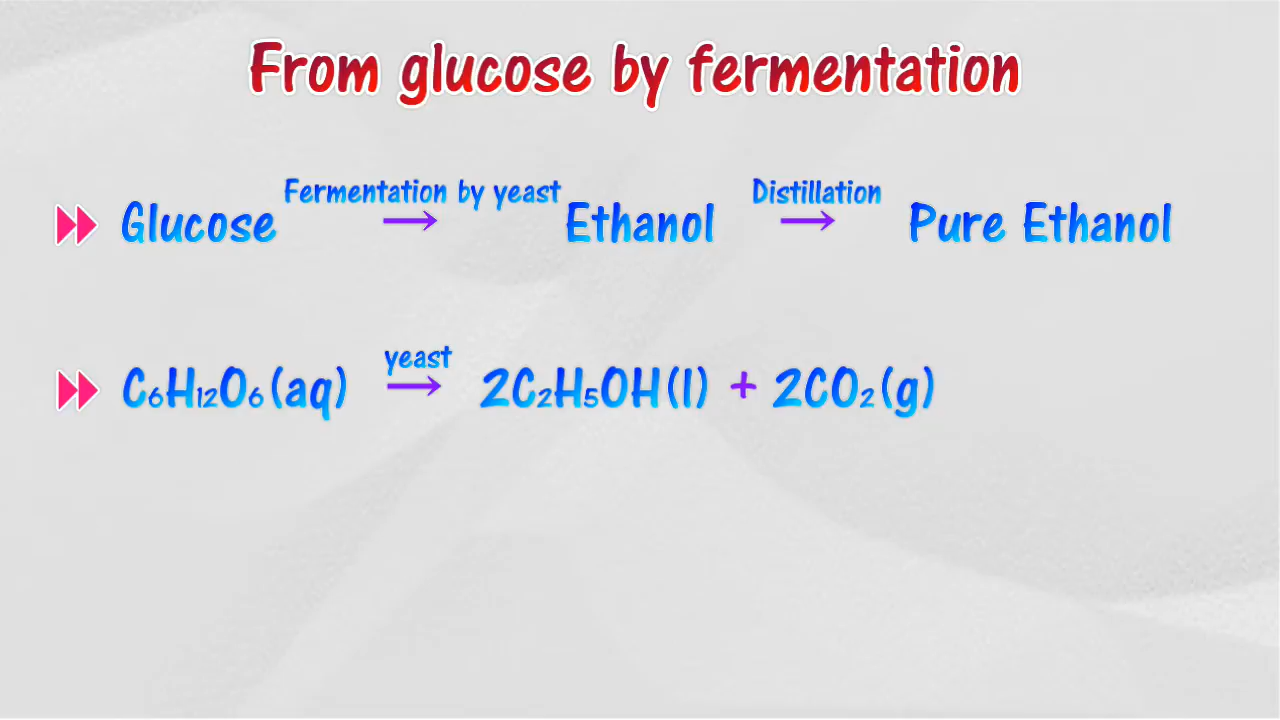 From glucose by fermentation
Glucose Fermentation by yeast → Ethanol Distillation → Pure Ethanol
C₆H₁₂O₆(aq) yeast → 2C₂H₅OH(l) + 2CO₂(g)